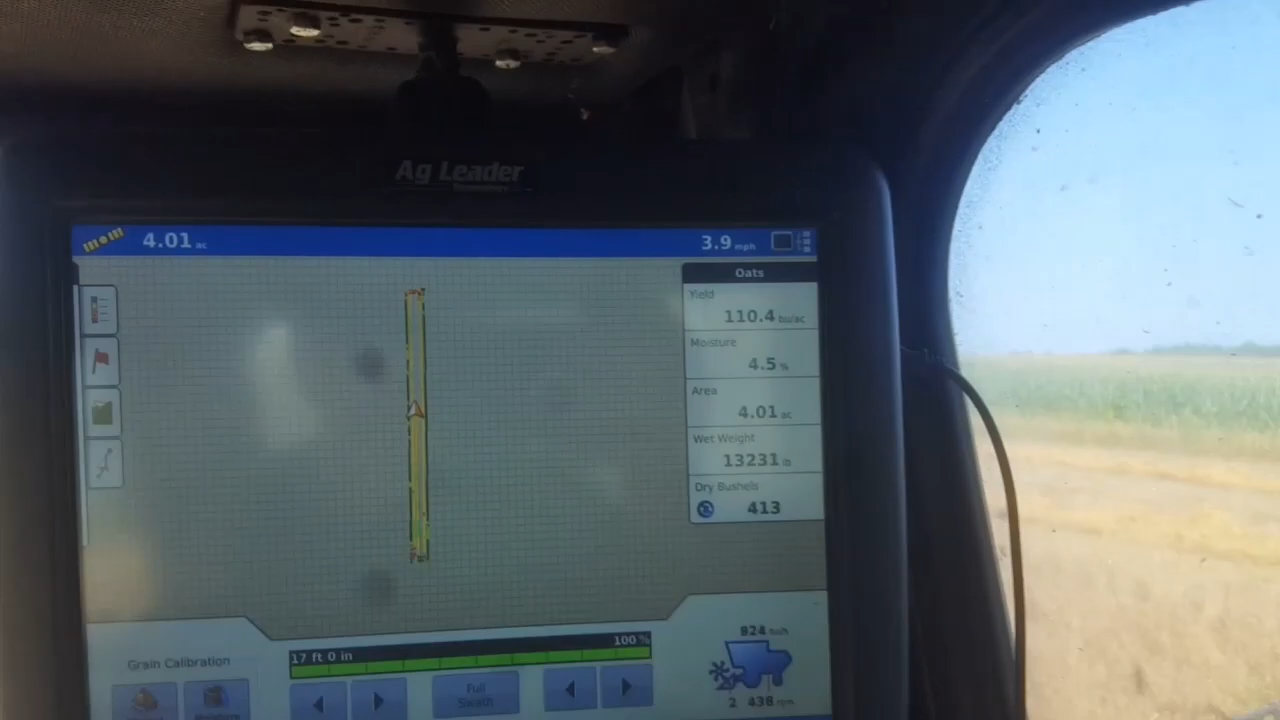 Ag Leader
Technology
4.01 ac
3.9 mph
Oats
Yield
110.4 bu/ac
Moisture
4.5 %
Area
4.01 ac
Wet Weight
13231 lb
Dry Bushels
413
17 ft 0 in
100 %
Grain Calibration
Full
Swath
924 bu/h
2 438 rpm